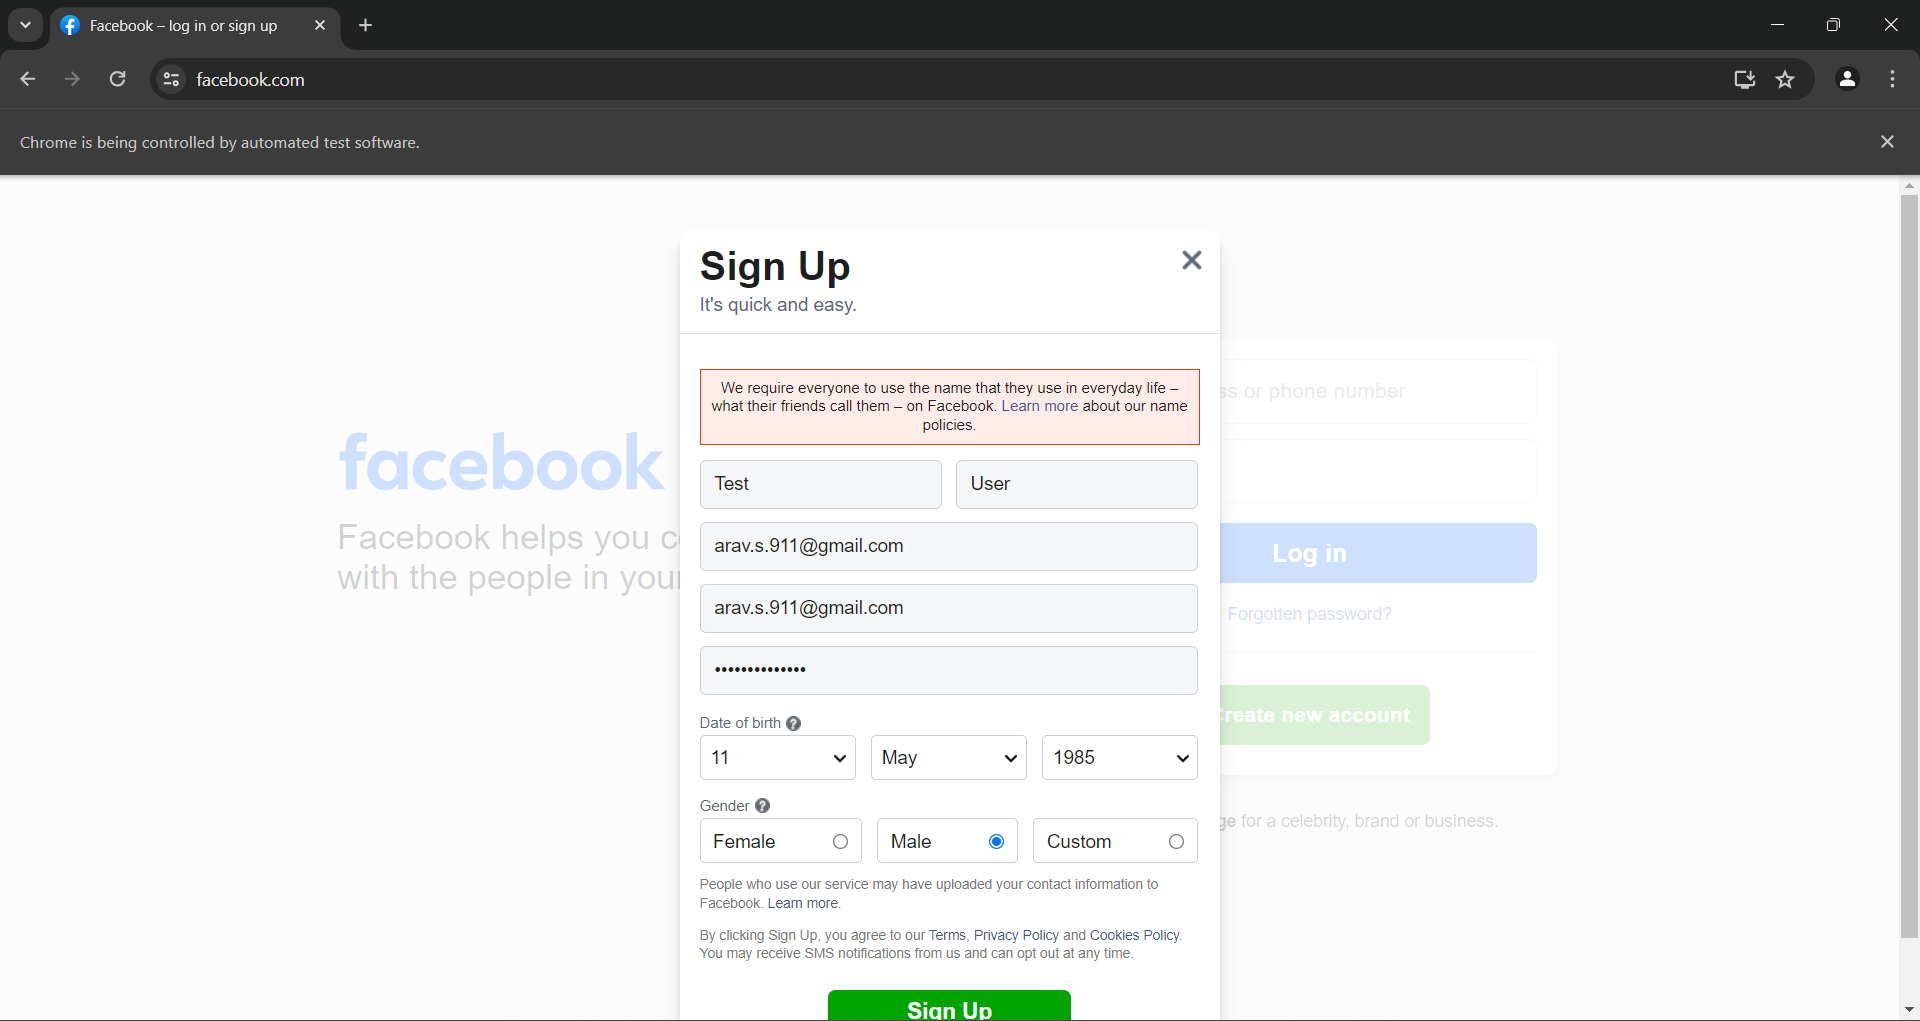 Facebook – log in or sign up
facebook.com
Chrome is being controlled by automated test software.
Sign Up
It's quick and easy.
We require everyone to use the name that they use in everyday life –
what their friends call them – on Facebook. Learn more about our name
policies.
Test
User
arav.s.911@gmail.com
arav.s.911@gmail.com
••••••••••••••
Date of birth
11
May
1985
Gender
Female
Male
Custom
People who use our service may have uploaded your contact information to
Facebook. Learn more.
By clicking Sign Up, you agree to our Terms, Privacy Policy and Cookies Policy.
You may receive SMS notifications from us and can opt out at any time.
Sign Up
facebook
Facebook helps you
with the people in
or phone number
Log in
Forgotten password?
new account
for a celebrity, brand or business.